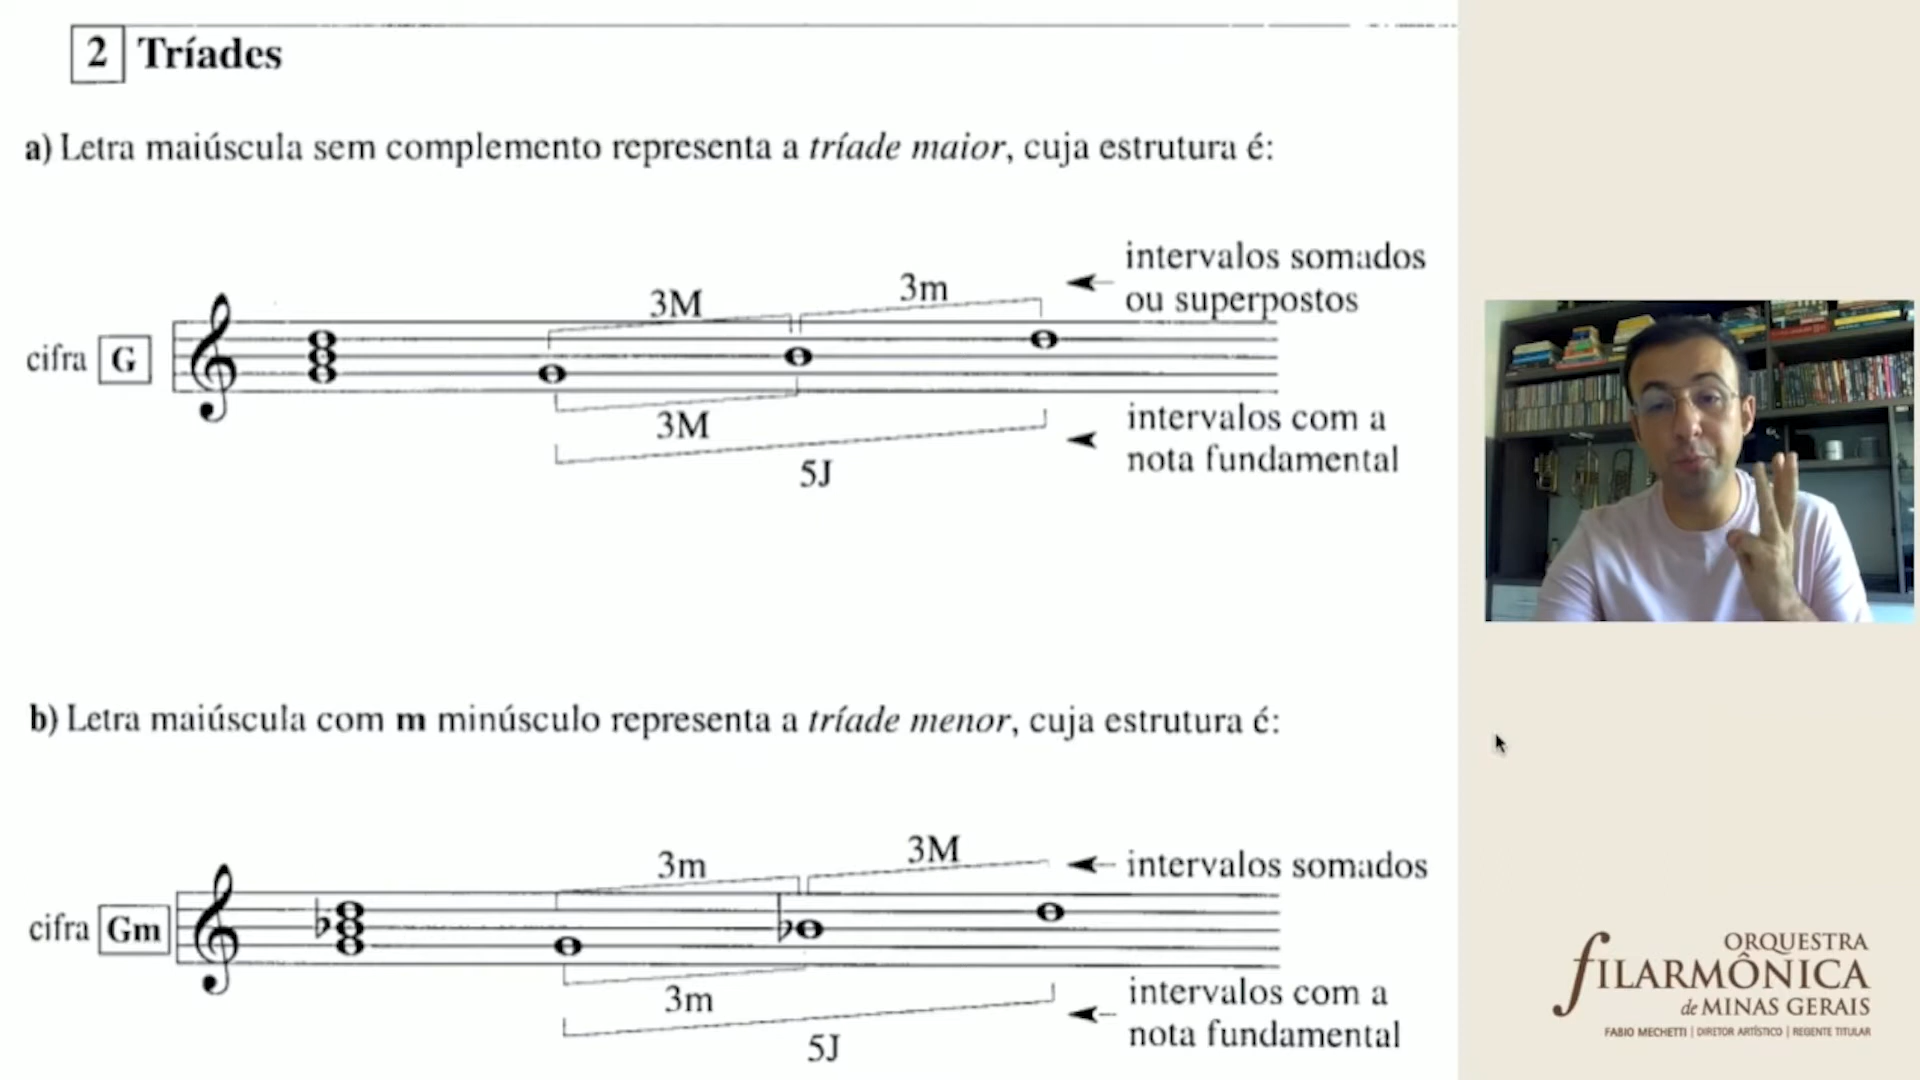 2 Tríades
a) Letra maiúscula sem complemento representa a tríade maior, cuja estrutura é:
intervalos somados
ou superpostos
3M
3m
cifra G
3M
5J
intervalos com a
nota fundamental
b) Letra maiúscula com m minúsculo representa a tríade menor, cuja estrutura é:
3m
3M
intervalos somados
cifra Gm
3m
5J
intervalos com a
nota fundamental
ORQUESTRA
FILARMÔNICA
de MINAS GERAIS
FABIO MECHETTI | DIRETOR ARTÍSTICO | REGENTE TITULAR